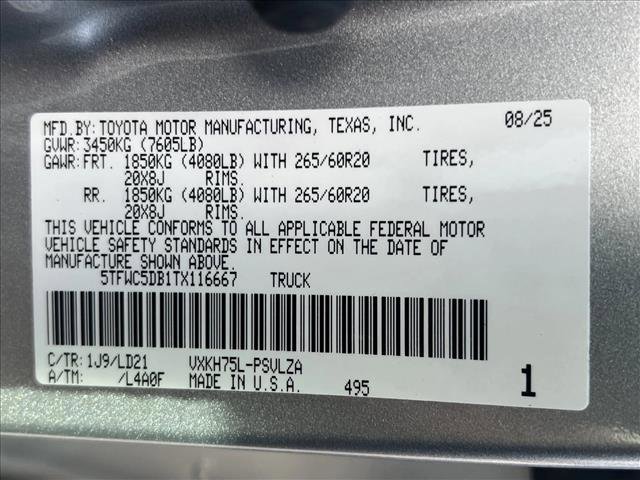 MFD.BY:TOYOTA MOTOR MANUFACTURING, TEXAS, INC. 08/25
GVWR:3450KG (7605LB)
GAWR:FRT. 1850KG (4080LB) WITH 265/60R20 TIRES,
20X8J RIMS.
RR. 1850KG (4080LB) WITH 265/60R20 TIRES,
20X8J RIMS.
THIS VEHICLE CONFORMS TO ALL APPLICABLE FEDERAL MOTOR
VEHICLE SAFETY STANDARDS IN EFFECT ON THE DATE OF
MANUFACTURE SHOWN ABOVE.
5TFWC5DB1TX116667 TRUCK
C/TR:1J9/LD21 VXKH75L-PSVLZA
A/TM: /L4A0F MADE IN U.S.A. 495 1